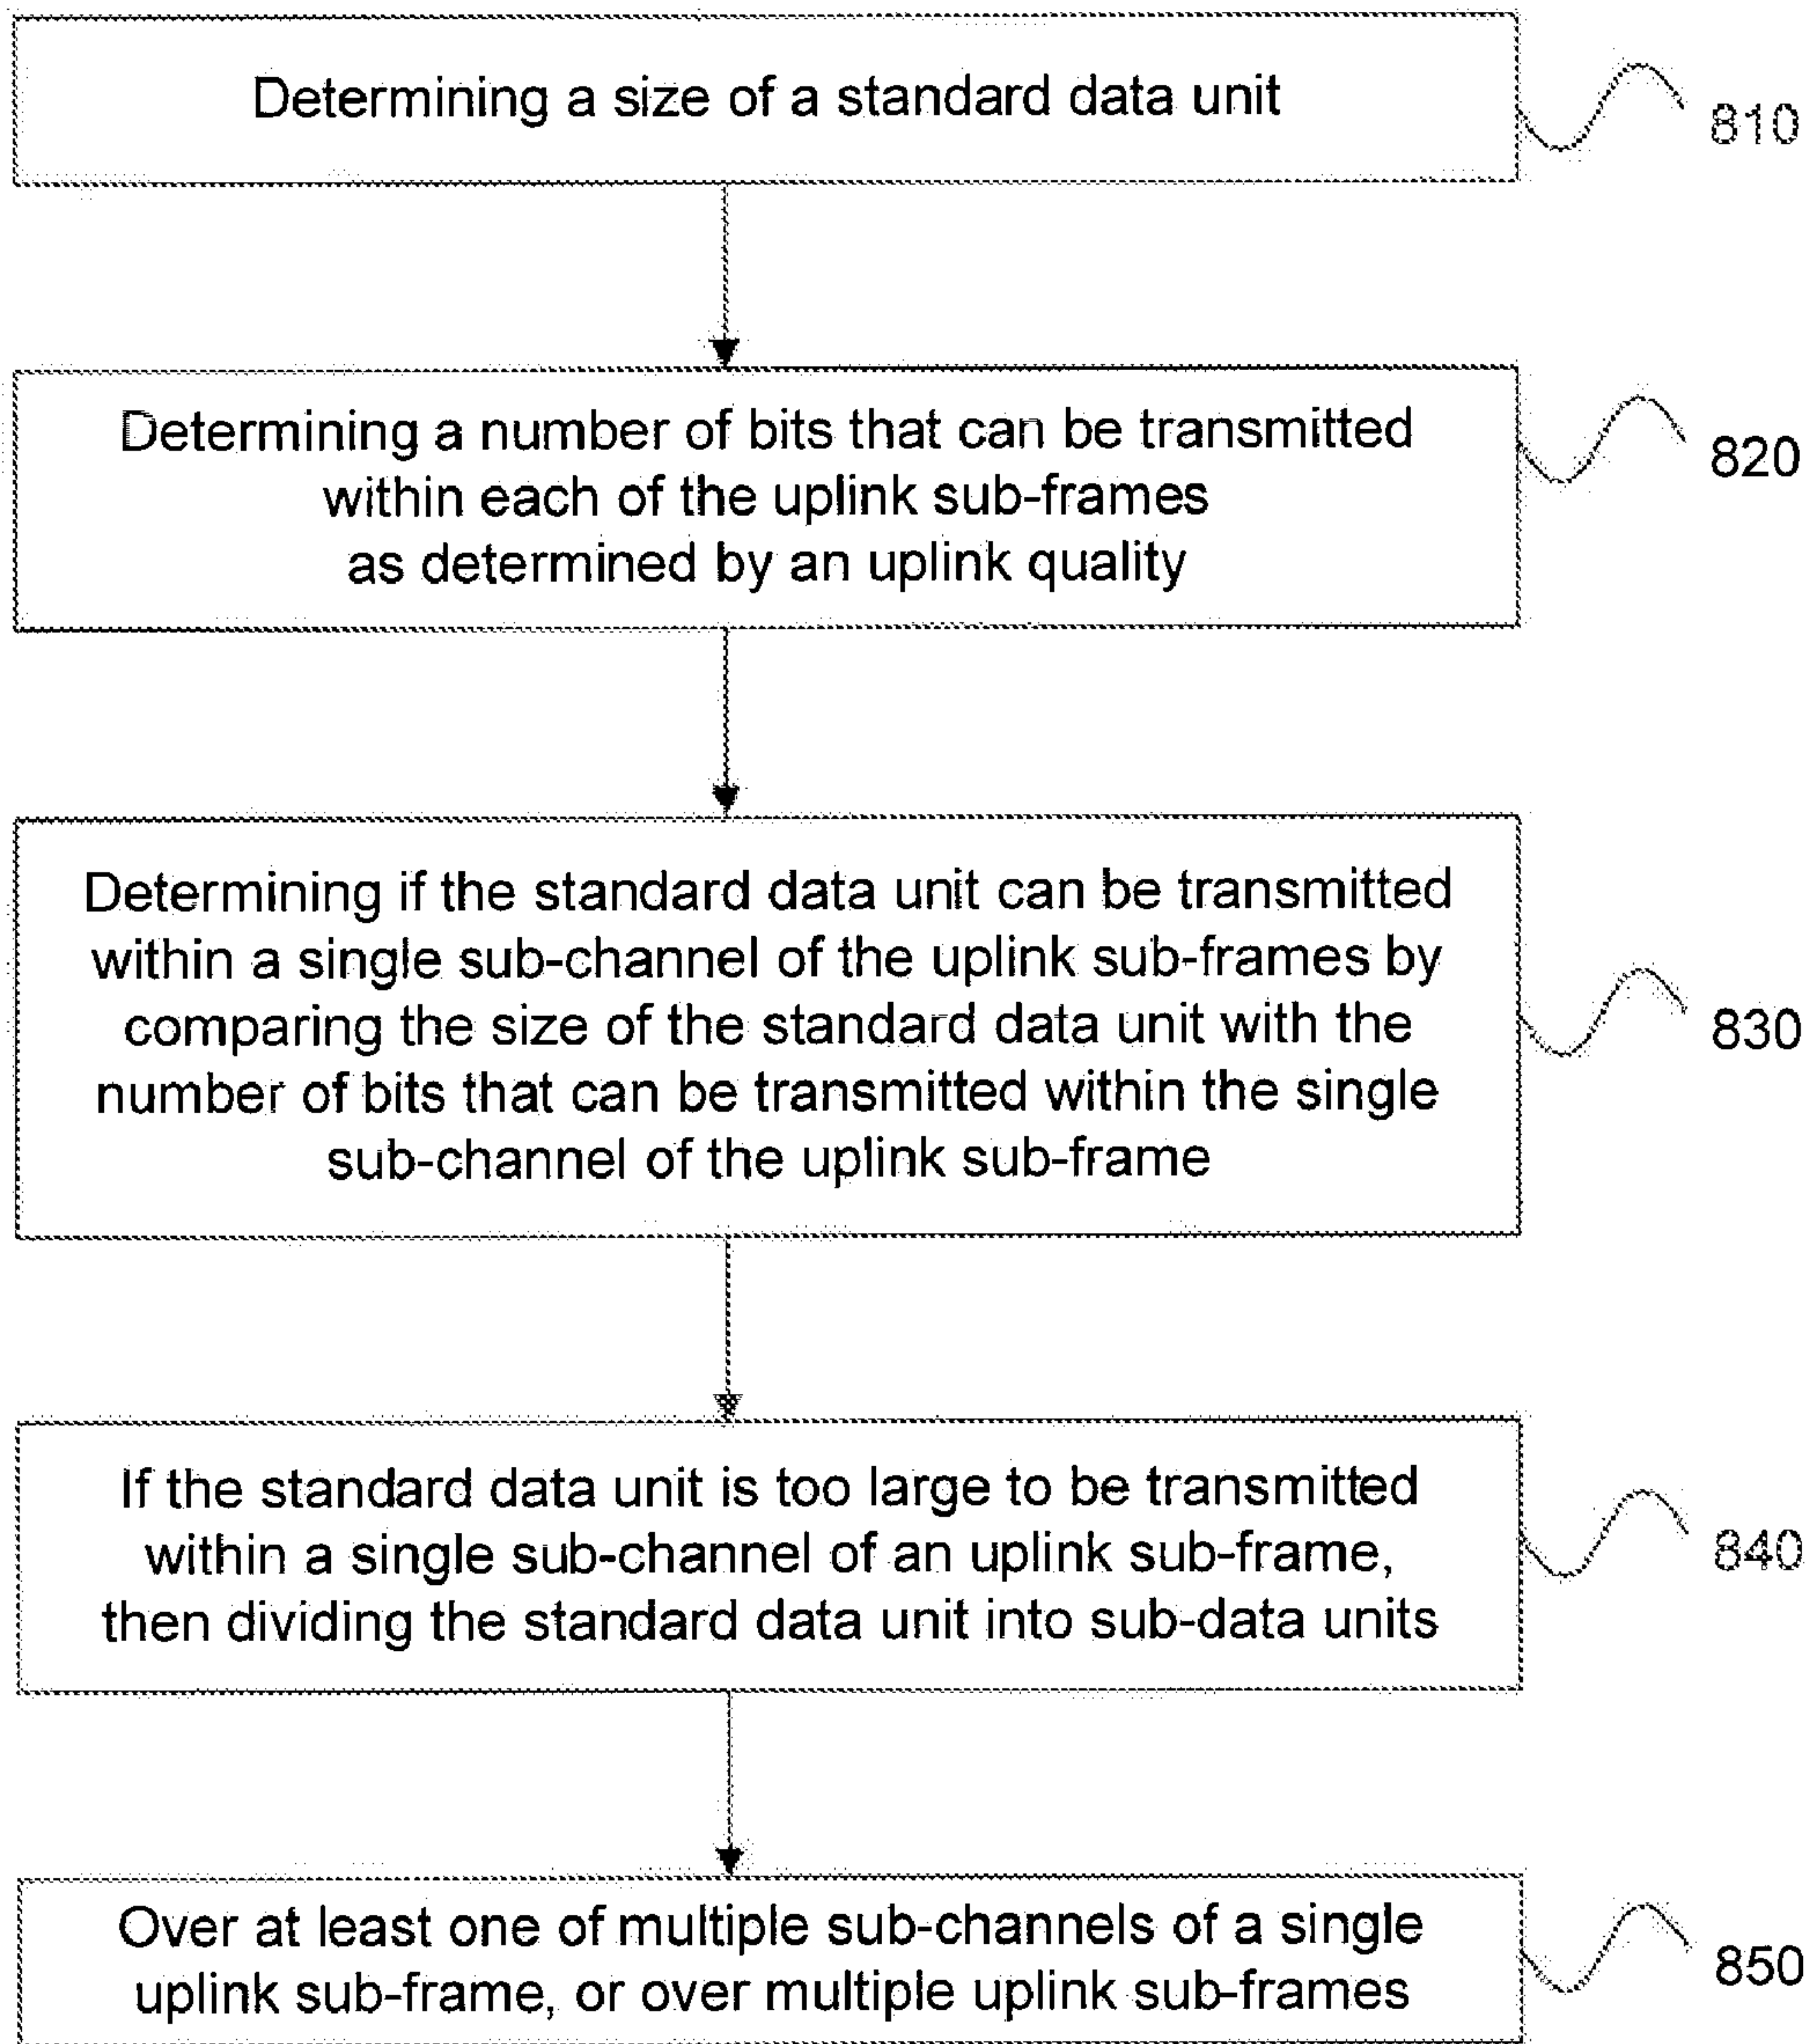 Determining a size of a standard data unit
810
Determining a number of bits that can be transmitted
within each of the uplink sub-frames
as determined by an uplink quality
820
Determining if the standard data unit can be transmitted
within a single sub-channel of the uplink sub-frames by
comparing the size of the standard data unit with the
number of bits that can be transmitted within the single
sub-channel of the uplink sub-frame
830
If the standard data unit is too large to be transmitted
within a single sub-channel of an uplink sub-frame,
then dividing the standard data unit into sub-data units
840
Over at least one of multiple sub-channels of a single
uplink sub-frame, or over multiple uplink sub-frames
850